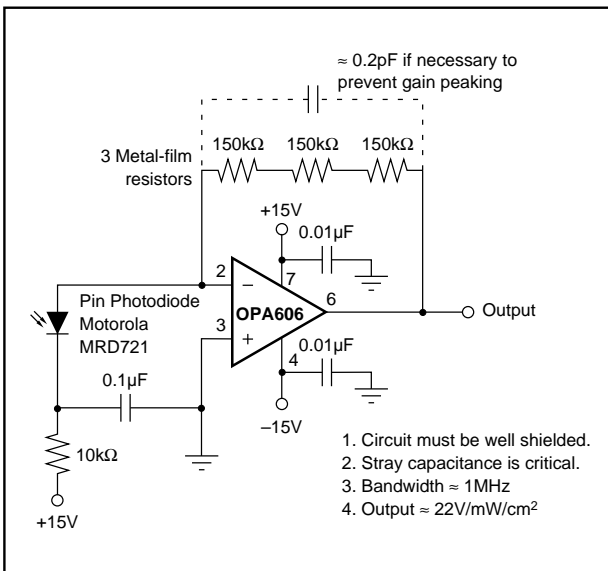 ≈ 0.2pF if necessary to
prevent gain peaking
150kΩ 150kΩ 150kΩ
3 Metal-film
resistors
+15V
0.01µF
7
2
–
OPA606
6
Output
3
+
Pin Photodiode
Motorola
MRD721
0.01µF
4
0.1µF
–15V
10kΩ
+15V
1. Circuit must be well shielded.
2. Stray capacitance is critical.
3. Bandwidth ≈ 1MHz
4. Output ≈ 22V/mW/cm²